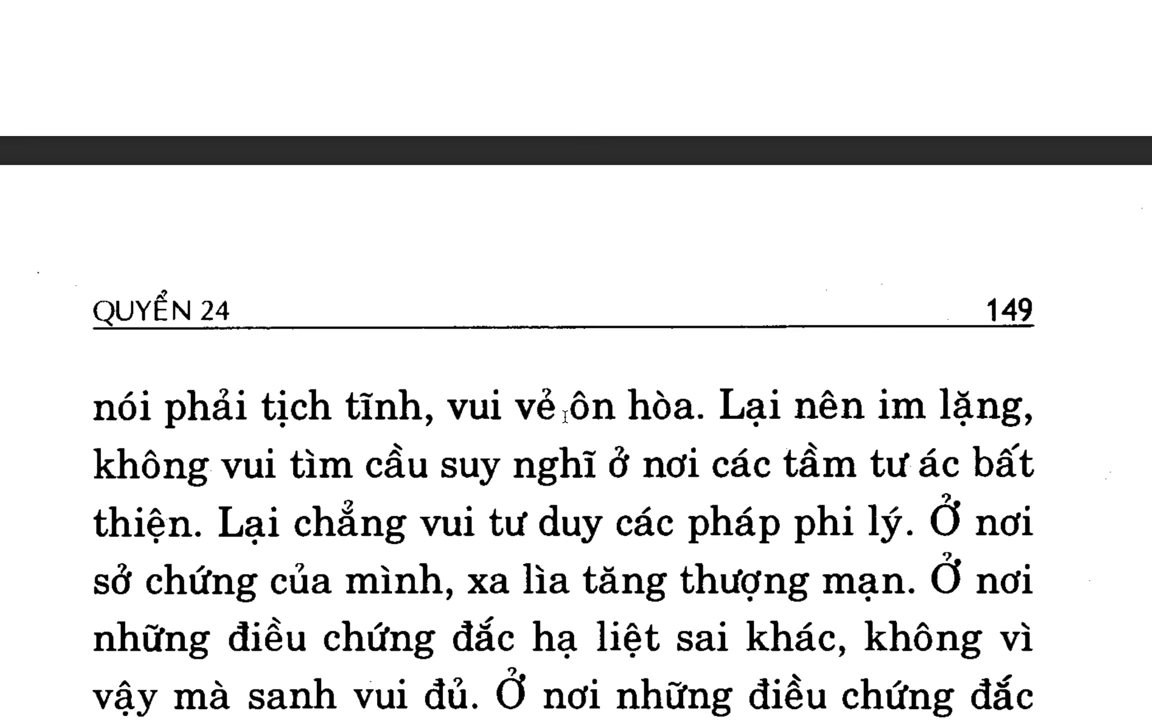 QUYỂN 24 149
nói phải tịch tĩnh, vui vẻ ôn hòa. Lại nên im lặng,
không vui tìm cầu suy nghĩ ở nơi các tầm tư ác bất
thiện. Lại chẳng vui tư duy các pháp phi lý. Ở nơi
sở chứng của mình, xa lìa tăng thượng mạn. Ở nơi
những điều chứng đắc hạ liệt sai khác, không vì
vậy mà sanh vui đủ. Ở nơi những điều chứng đắc